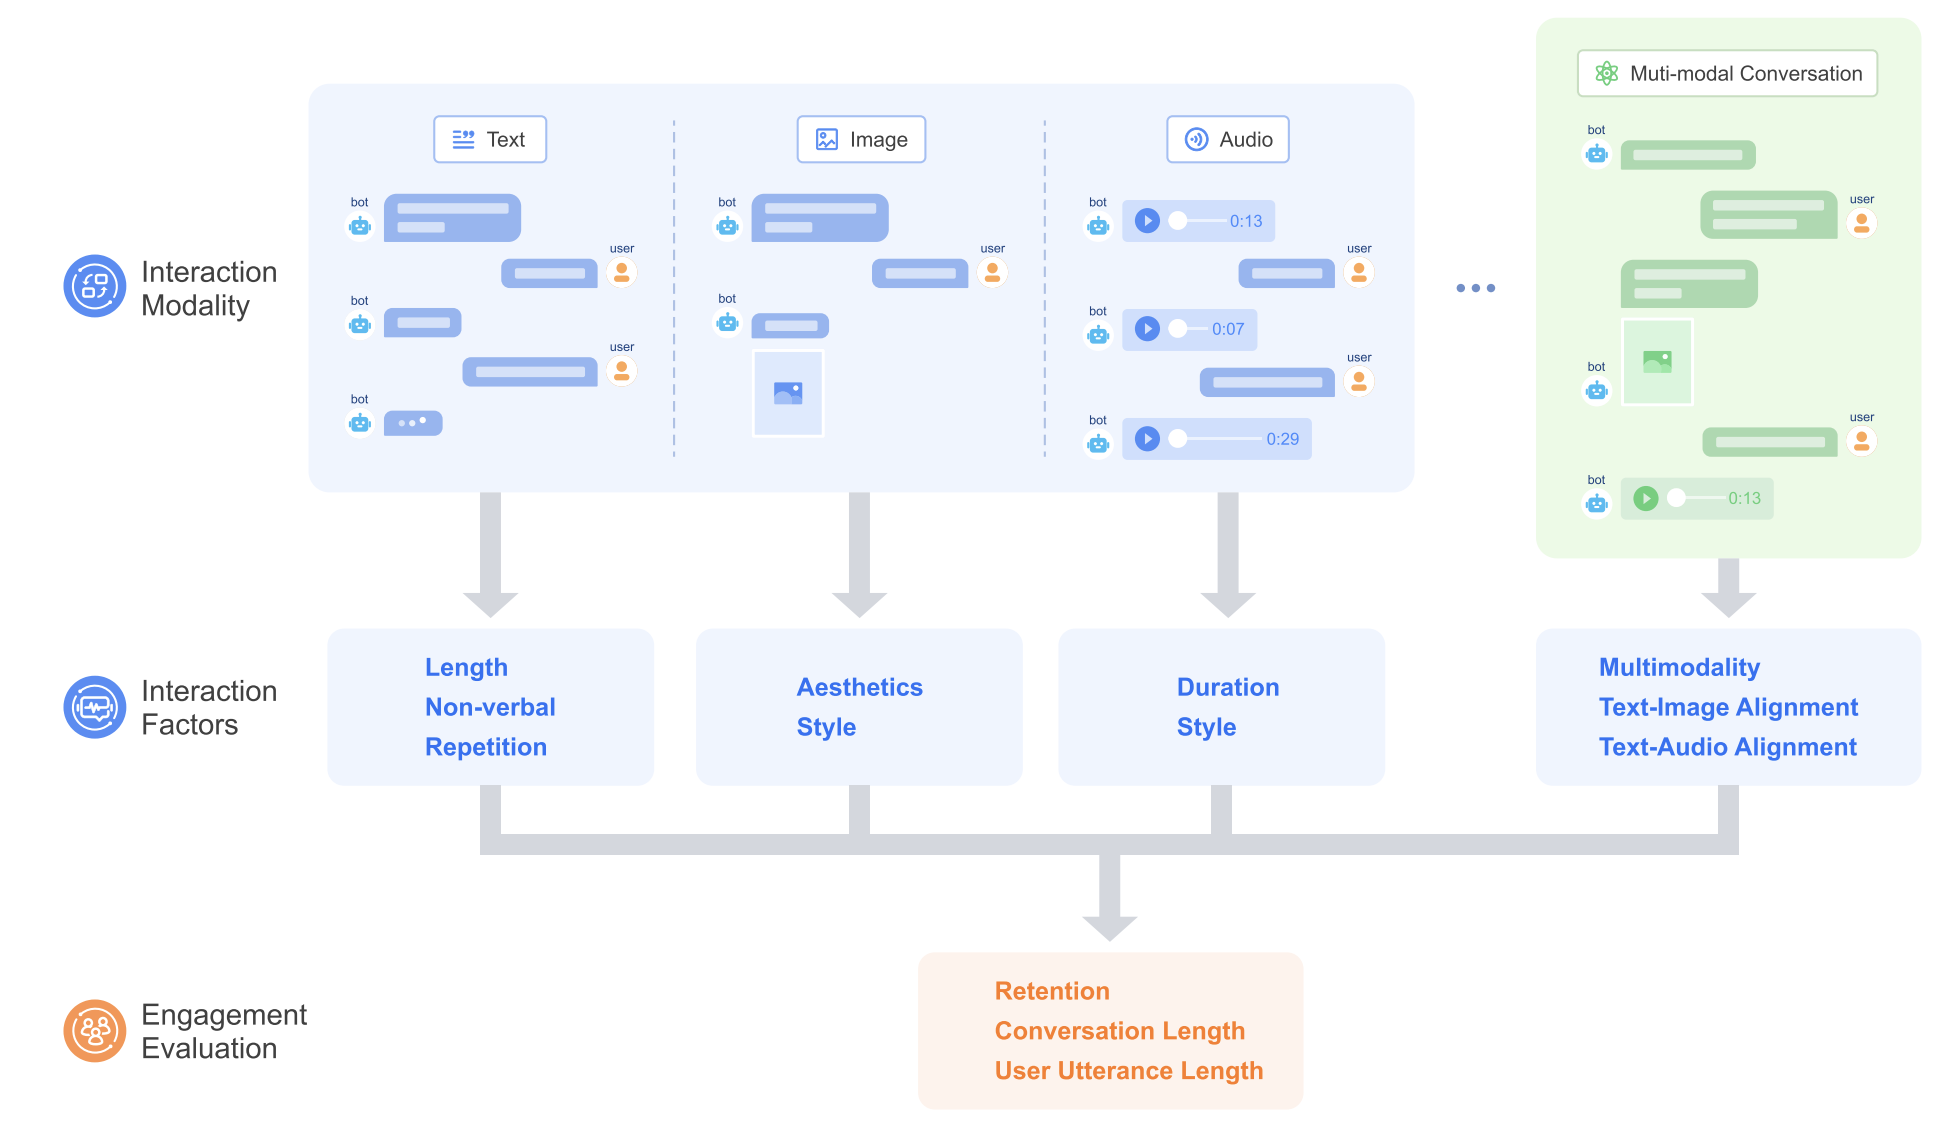 Muti-modal Conversation
Text
Image
Audio
bot
user
bot
user
bot
bot
user
bot
bot
0:13
user
bot
0:07
user
bot
0:29
bot
user
bot
user
bot
0:13
Interaction
Modality
Interaction
Factors
Length
Non-verbal
Repetition
Aesthetics
Style
Duration
Style
Multimodality
Text-Image Alignment
Text-Audio Alignment
Engagement
Evaluation
Retention
Conversation Length
User Utterance Length